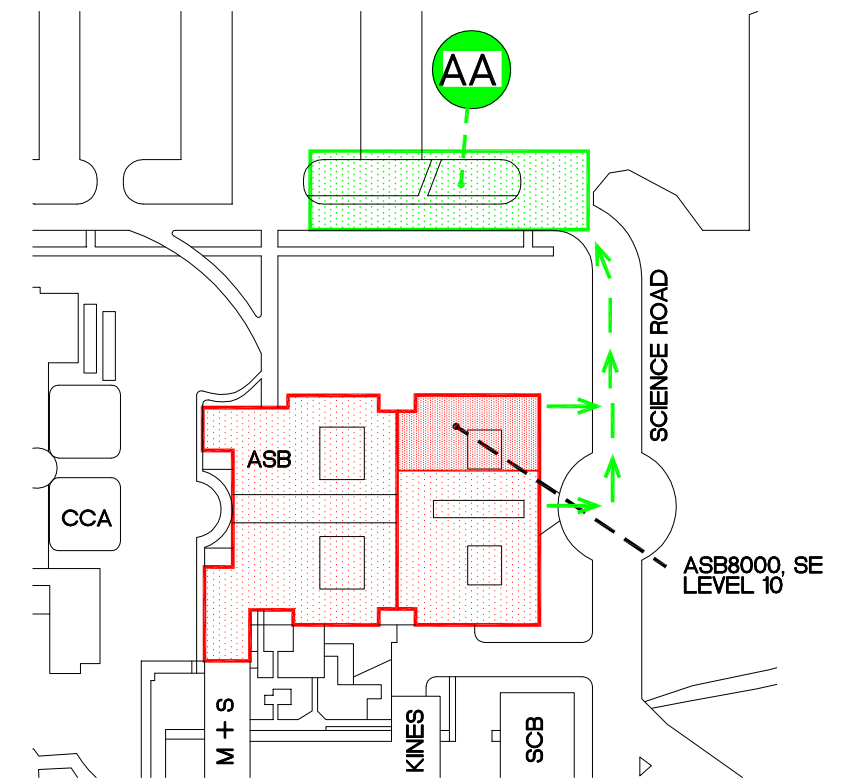 AA
SCIENCE ROAD
ASB
CCA
ASB8000, SE
LEVEL 10
M + S
KINES
SCB